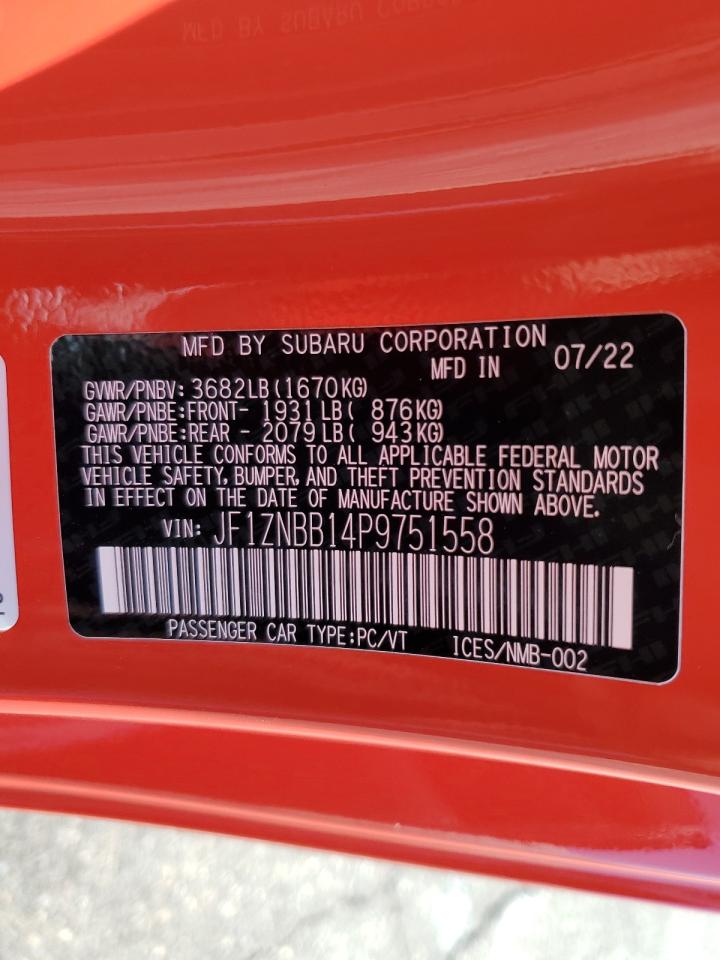 MFD BY SUBARU CORPORATION
MFD IN 07/22
GVWR/PNBV: 3682LB(1670KG)
GAWR/PNBE:FRONT- 1931LB( 876KG)
GAWR/PNBE:REAR - 2079LB( 943KG)
THIS VEHICLE CONFORMS TO ALL APPLICABLE FEDERAL MOTOR
VEHICLE SAFETY, BUMPER, AND THEFT PREVENTION STANDARDS
IN EFFECT ON THE DATE OF MANUFACTURE SHOWN ABOVE.
VIN: JF1ZNBB14P9751558
PASSENGER CAR TYPE:PC/VT ICES/NMB-002